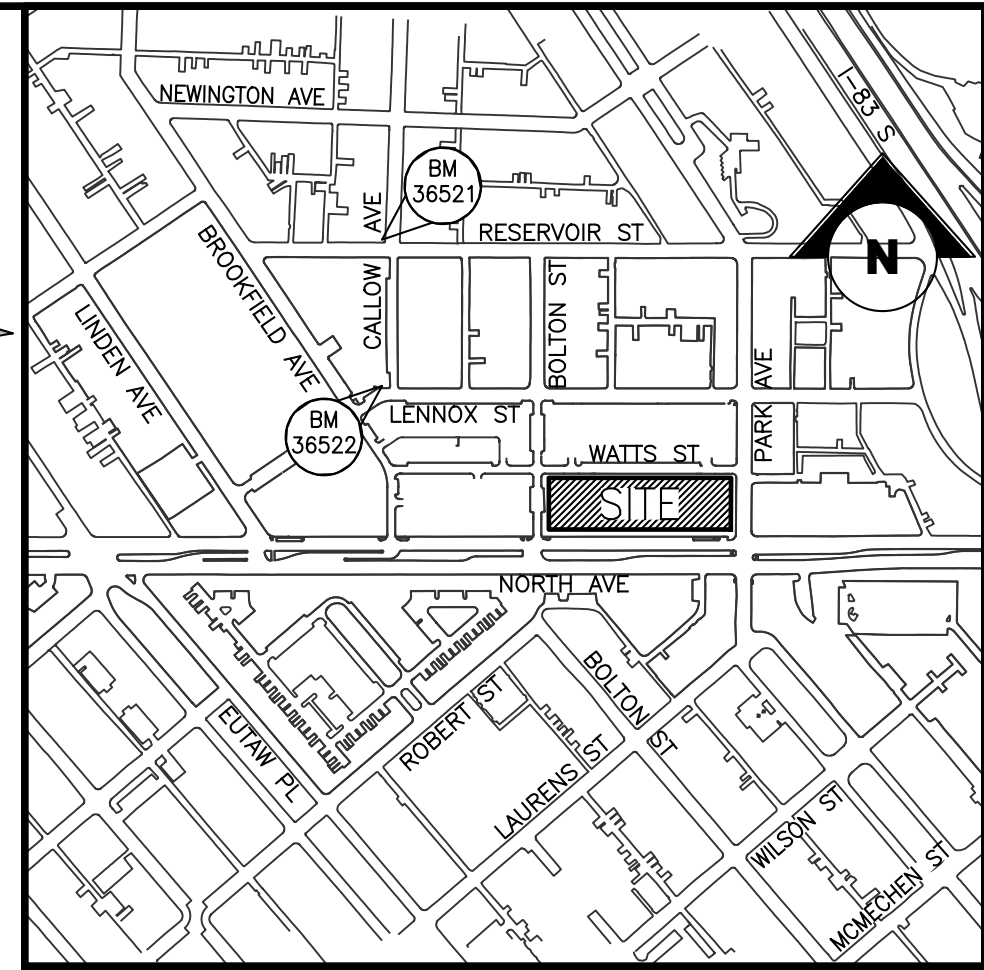 I-83 S
NEWINGTON AVE
BM
36521
AVE
CALLOW
RESERVOIR ST
N
BROOKFIELD AVE
LINDEN AVE
BOLTON ST
PARK AVE
BM
36522
LENNOX ST
WATTS ST
SITE
NORTH AVE
BOLTON ST
ROBERT ST
EUTAW PL
LAURENS ST
WILSON ST
MCMECHEN ST